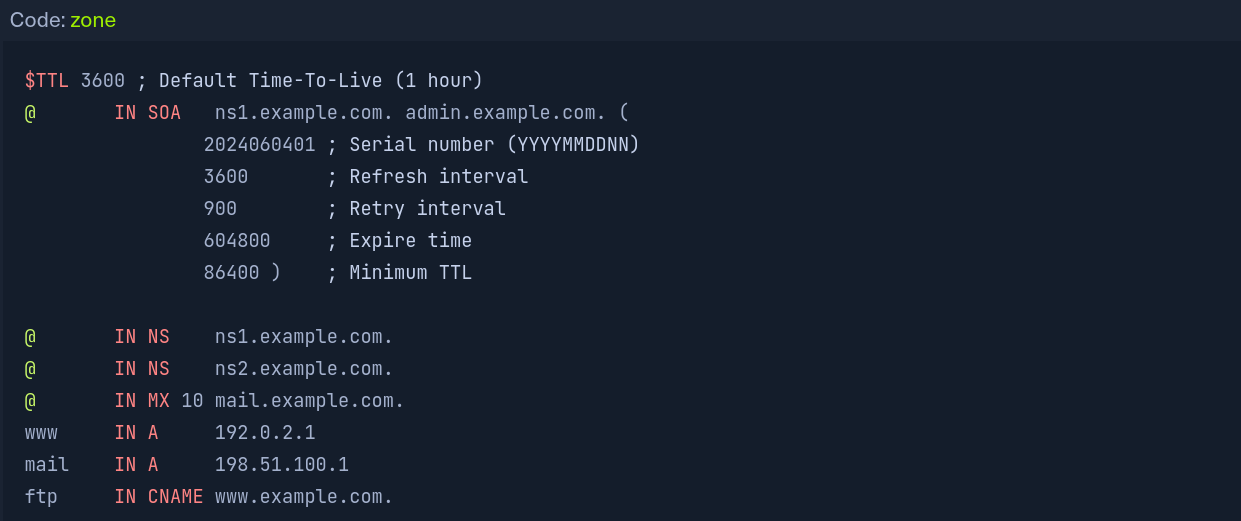 Code: zone
$TTL 3600 ; Default Time-To-Live (1 hour)
@       IN SOA   ns1.example.com. admin.example.com. (
                2024060401 ; Serial number (YYYYMMDDNN)
                3600       ; Refresh interval
                900        ; Retry interval
                604800     ; Expire time
                86400 )    ; Minimum TTL

@       IN NS    ns1.example.com.
@       IN NS    ns2.example.com.
@       IN MX 10 mail.example.com.
www     IN A     192.0.2.1
mail    IN A     198.51.100.1
ftp     IN CNAME www.example.com.